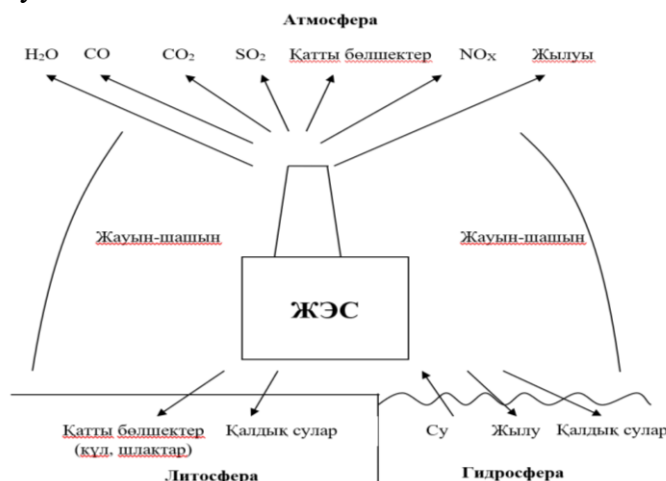 Атмосфера
H₂O CO CO₂ SO₂ Қатты бөлшектер NOX Жылуы
Жауын-шашын Жауын-шашын
ЖЭС
Қатты бөлшектер Қалдық сулар Су Жылу Қалдық сулар
(күл, шлактар)
Литосфера Гидросфера